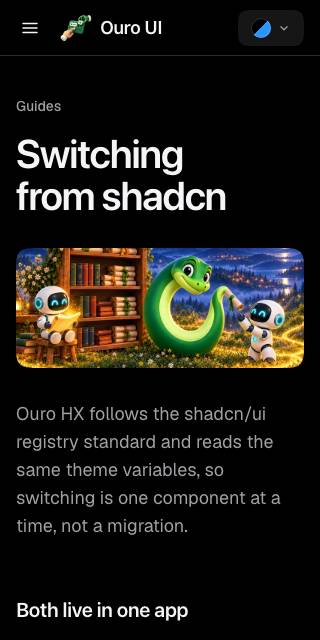 Ouro UI
Guides
Switching
from shadcn
Ouro HX follows the shadcn/ui
registry standard and reads the
same theme variables, so
switching is one component at a
time, not a migration.
Both live in one app